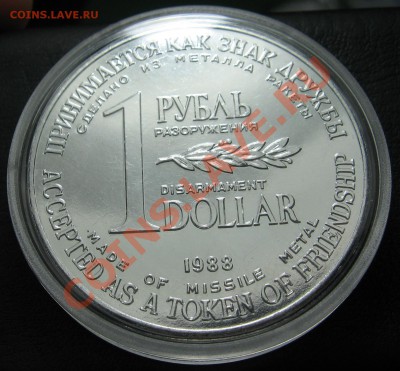 COINS.LAVE.RU
ПРИНИМАЕТСЯ КАК ЗНАК ДРУЖБЫ
СДЕЛАНО ИЗ МЕТАЛЛА РАКЕТЫ
1 РУБЛЬ
РАЗОРУЖЕНИЯ
DISARMAMENT
DOLLAR
1988
MADE OF MISSILE METAL
ACCEPTED AS A TOKEN OF FRIENDSHIP
COINS.LAVE.RU